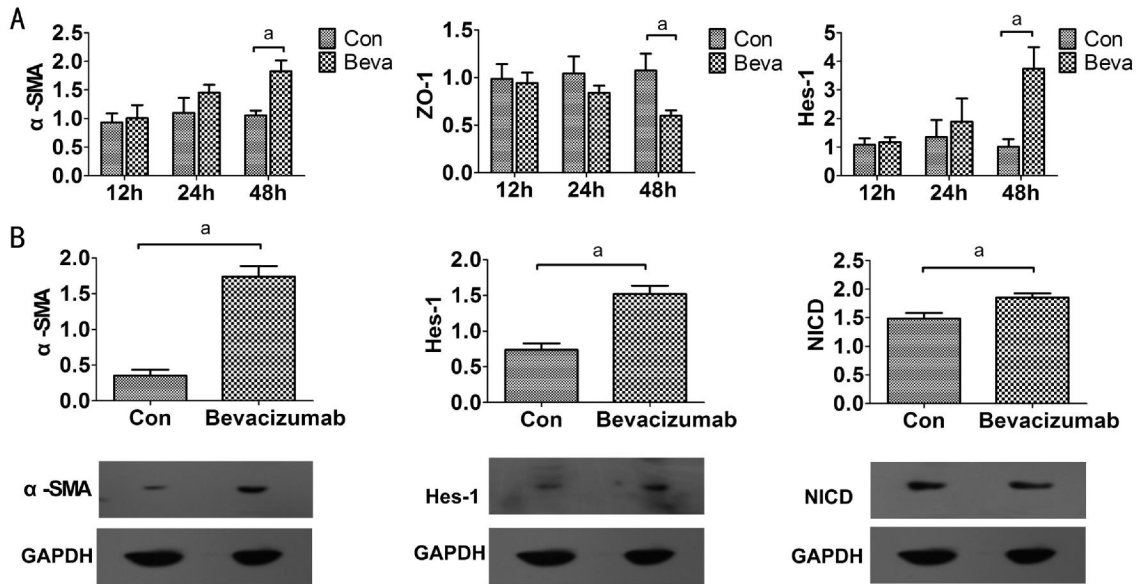 A
α-SMA
2.5
2.0
1.5
1.0
0.5
0.0
12h 24h 48h
a
Con
Beva
ZO-1
1.5
1.0
0.5
0.0
12h 24h 48h
a
Con
Beva
Hes-1
5
4
3
2
1
0
12h 24h 48h
a
Con
Beva
B
α-SMA
2.0
1.5
1.0
0.5
0.0
Con Bevacizumab
a
Hes-1
2.0
1.5
1.0
0.5
0.0
Con Bevacizumab
a
NICD
2.5
2.0
1.5
1.0
0.5
0.0
Con Bevacizumab
a
α-SMA
GAPDH
Hes-1
GAPDH
NICD
GAPDH